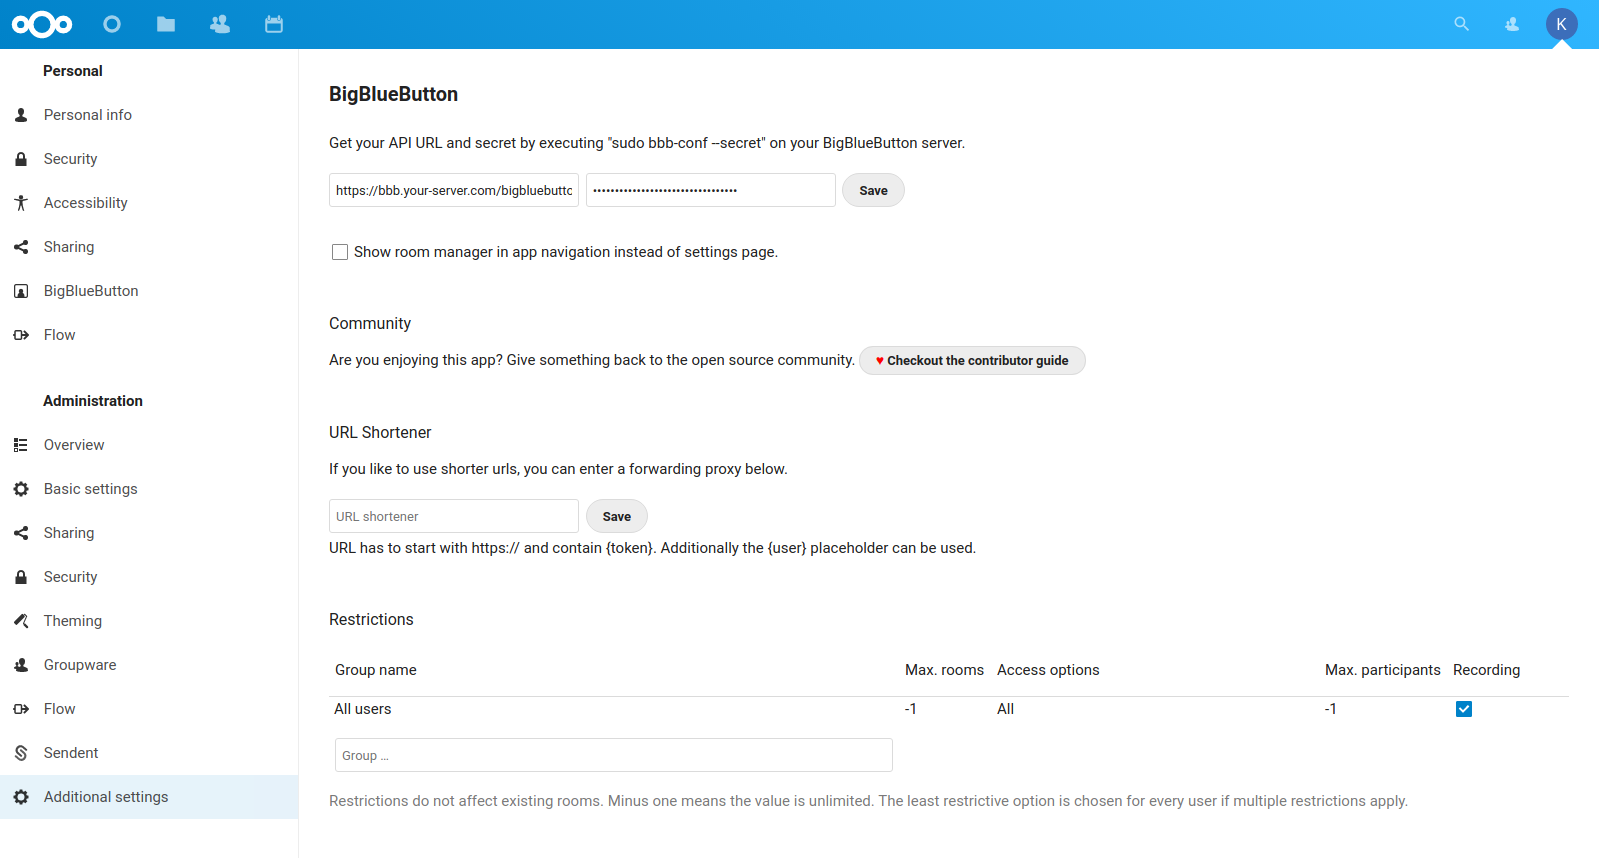 K
Personal
Personal info
Security
Accessibility
Sharing
BigBlueButton
Flow
Administration
Overview
Basic settings
Sharing
Security
Theming
Groupware
Flow
Sendent
Additional settings
BigBlueButton
Get your API URL and secret by executing "sudo bbb-conf --secret" on your BigBlueButton server.
https://bbb.your-server.com/bigbluebutto •••••••••••••••••••••••••••••••• Save
Show room manager in app navigation instead of settings page.
Community
Are you enjoying this app? Give something back to the open source community. ♥ Checkout the contributor guide
URL Shortener
If you like to use shorter urls, you can enter a forwarding proxy below.
URL shortener Save
URL has to start with https:// and contain {token}. Additionally the {user} placeholder can be used.
Restrictions
Group name Max. rooms Access options Max. participants Recording
All users -1 All -1
Group ...
Restrictions do not affect existing rooms. Minus one means the value is unlimited. The least restrictive option is chosen for every user if multiple restrictions apply.